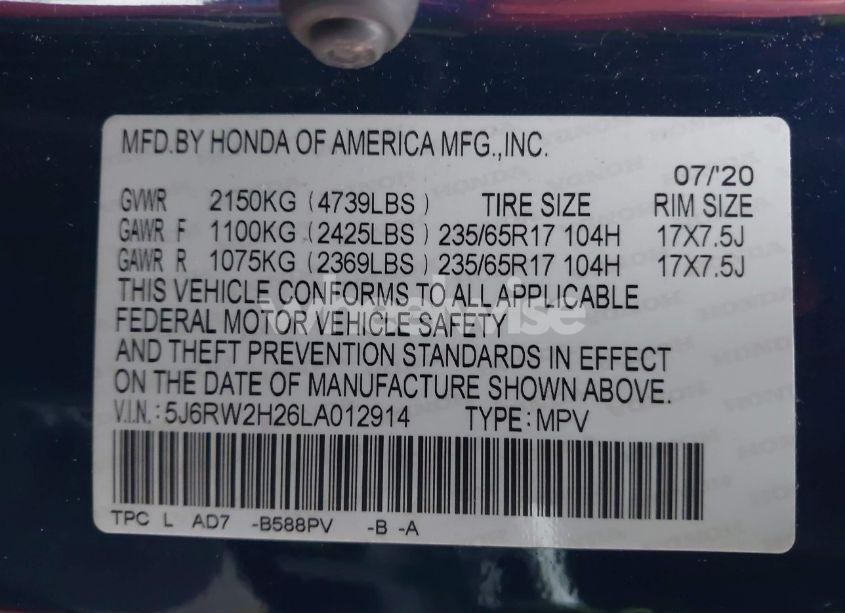 MFD.BY HONDA OF AMERICA MFG.,INC.
07/'20
GVWR 2150KG (4739LBS) TIRE SIZE RIM SIZE
GAWR F 1100KG (2425LBS) 235/65R17 104H 17X7.5J
GAWR R 1075KG (2369LBS) 235/65R17 104H 17X7.5J
THIS VEHICLE CONFORMS TO ALL APPLICABLE
FEDERAL MOTOR VEHICLE SAFETY
wheelwise
AND THEFT PREVENTION STANDARDS IN EFFECT
ON THE DATE OF MANUFACTURE SHOWN ABOVE.
V.I.N.: 5J6RW2H26LA012914 TYPE: MPV
TPC L AD7 -B588PV -B -A